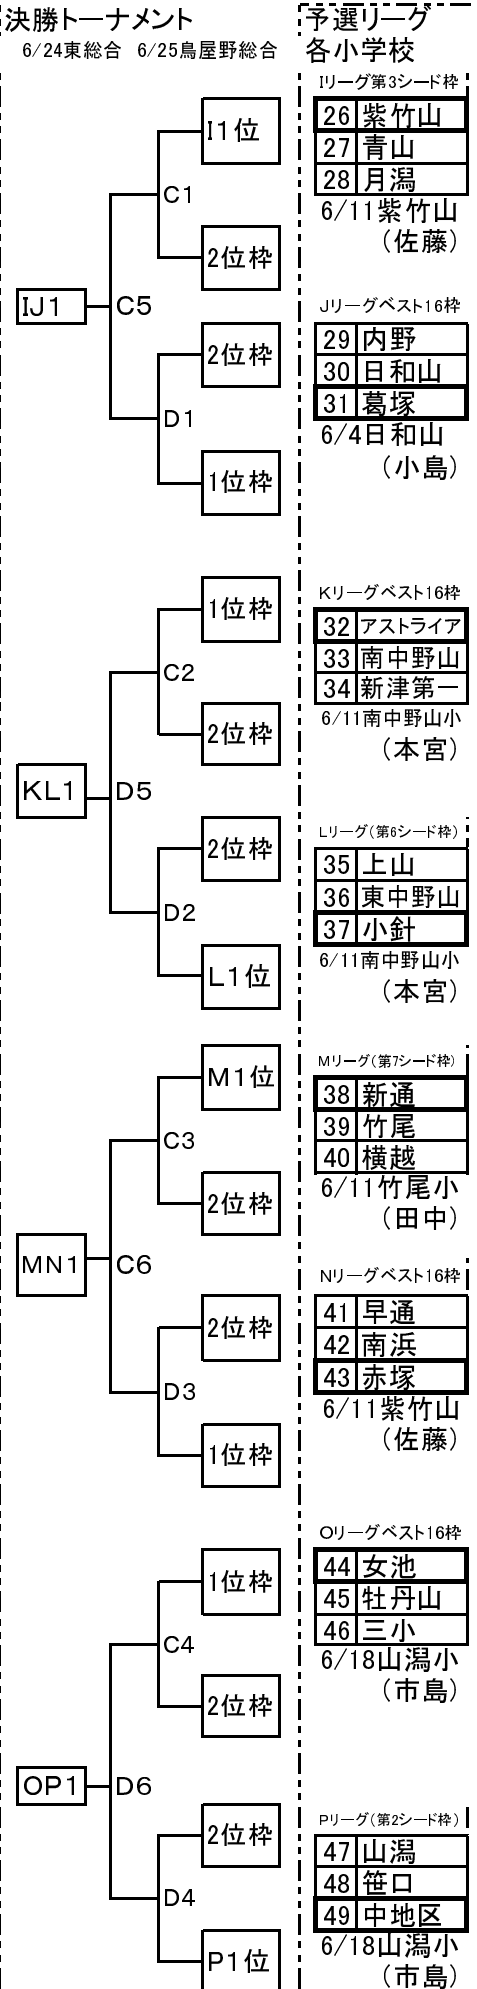 決勝トーナメント
6/24東総合 6/25鳥屋野総合
I1位
C1
2位枠
IJ1
C5
2位枠
D1
1位枠
1位枠
C2
2位枠
KL1
D5
2位枠
D2
L1位
M1位
C3
2位枠
MN1
C6
2位枠
D3
1位枠
1位枠
C4
2位枠
OP1
D6
2位枠
D4
P1位
予選リーグ
各小学校
Iリーグ第3シード枠
26 紫竹山
27 青山
28 月潟
6/11紫竹山
(佐藤)
Jリーグベスト16枠
29 内野
30 日和山
31 葛塚
6/4日和山
(小島)
Kリーグベスト16枠
32 アストライア
33 南中野山
34 新津第一
6/11南中野山小
(本宮)
Lリーグ(第6シード枠)
35 上山
36 東中野山
37 小針
6/11南中野山小
(本宮)
Mリーグ(第7シード枠)
38 新通
39 竹尾
40 横越
6/11竹尾小
(田中)
Nリーグベスト16枠
41 早通
42 南浜
43 赤塚
6/11紫竹山
(佐藤)
Oリーグベスト16枠
44 女池
45 牡丹山
46 三小
6/18山潟小
(市島)
Pリーグ(第2シード枠)
47 山潟
48 笹口
49 中地区
6/18山潟小
(市島)